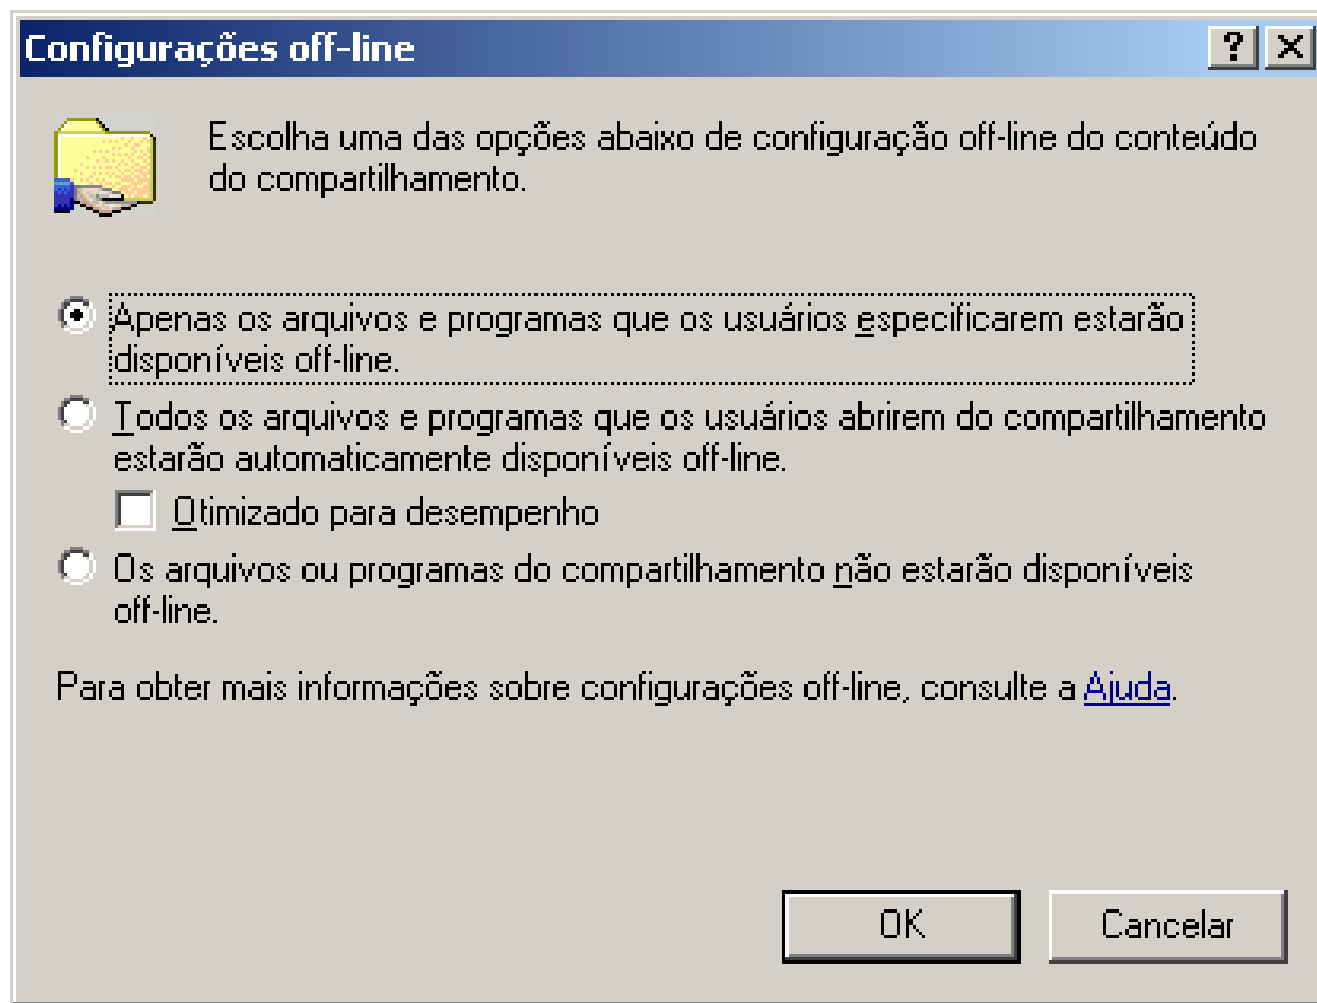 Configurações off-line
?
Escolha uma das opções abaixo de configuração off-line do conteúdo
do compartilhamento.
Apenas os arquivos e programas que os usuários especificarem estarão
disponíveis off-line.
Todos os arquivos e programas que os usuários abrirem do compartilhamento
estarão automaticamente disponíveis off-line.
Otimizado para desempenho
Os arquivos ou programas do compartilhamento não estarão disponíveis
off-line.
Para obter mais informações sobre configurações off-line, consulte a Ajuda.
OK Cancelar